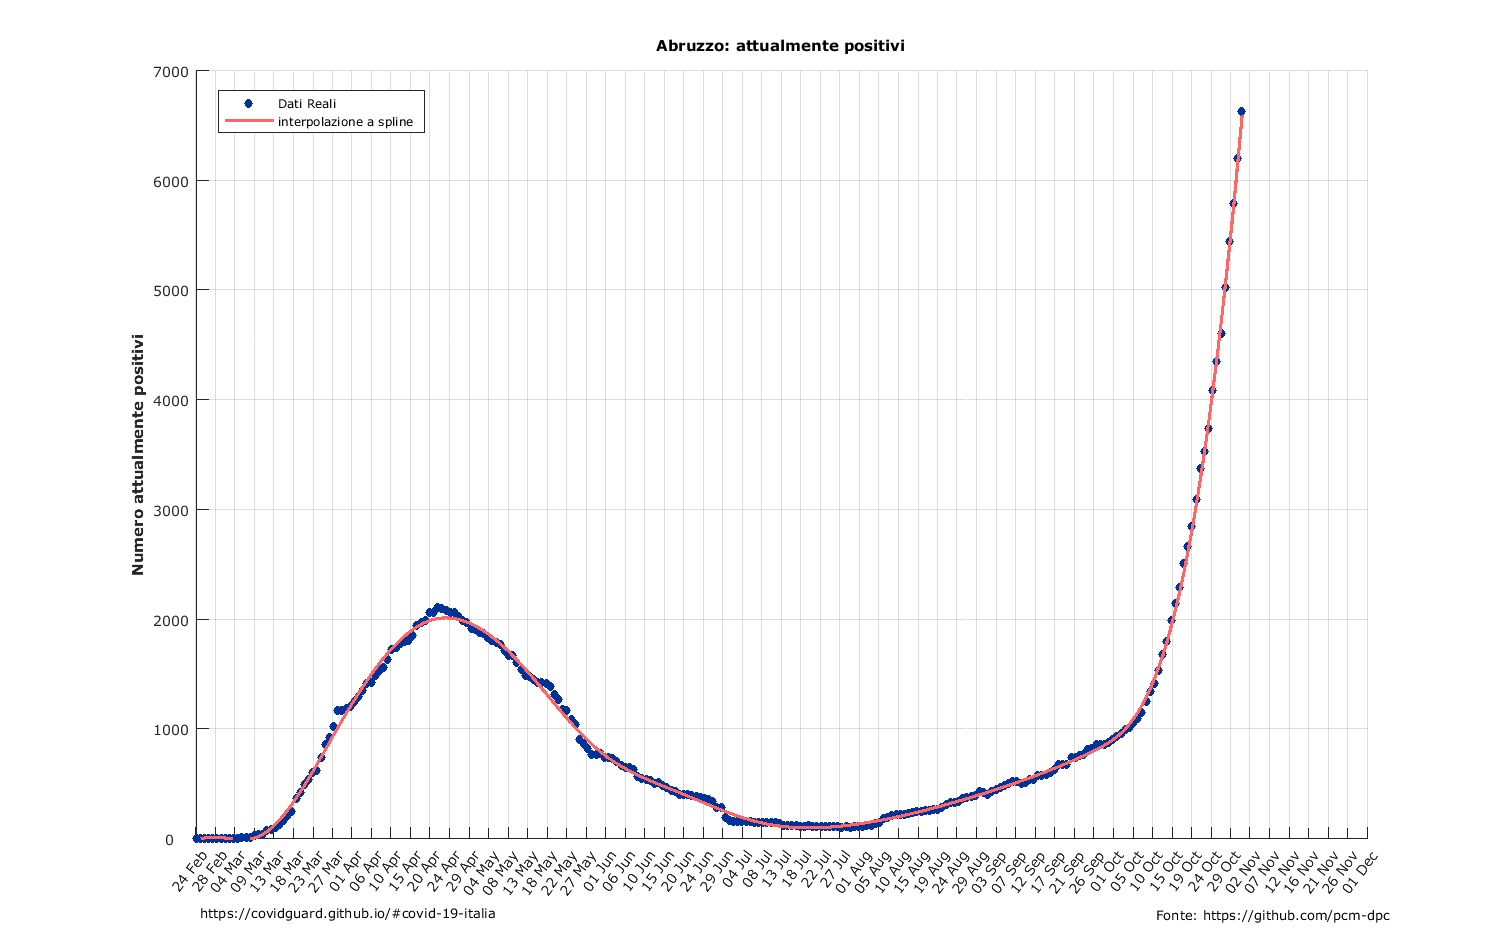 Abruzzo: attualmente positivi
7000
6000
5000
4000
3000
2000
1000
0
Numero attualmente positivi
Dati Reali
interpolazione a spline
24 Feb
28 Feb
04 Mar
09 Mar
13 Mar
18 Mar
23 Mar
27 Mar
01 Apr
06 Apr
10 Apr
15 Apr
20 Apr
24 Apr
29 Apr
04 May
08 May
13 May
18 May
22 May
27 May
01 Jun
06 Jun
10 Jun
15 Jun
20 Jun
24 Jun
29 Jun
04 Jul
08 Jul
13 Jul
18 Jul
22 Jul
27 Jul
01 Aug
05 Aug
10 Aug
15 Aug
19 Aug
24 Aug
29 Aug
03 Sep
07 Sep
12 Sep
17 Sep
21 Sep
26 Sep
01 Oct
05 Oct
10 Oct
15 Oct
19 Oct
24 Oct
29 Oct
02 Nov
07 Nov
12 Nov
16 Nov
21 Nov
26 Nov
01 Dec
https://covidguard.github.io/#covid-19-italia
Fonte: https://github.com/pcm-dpc